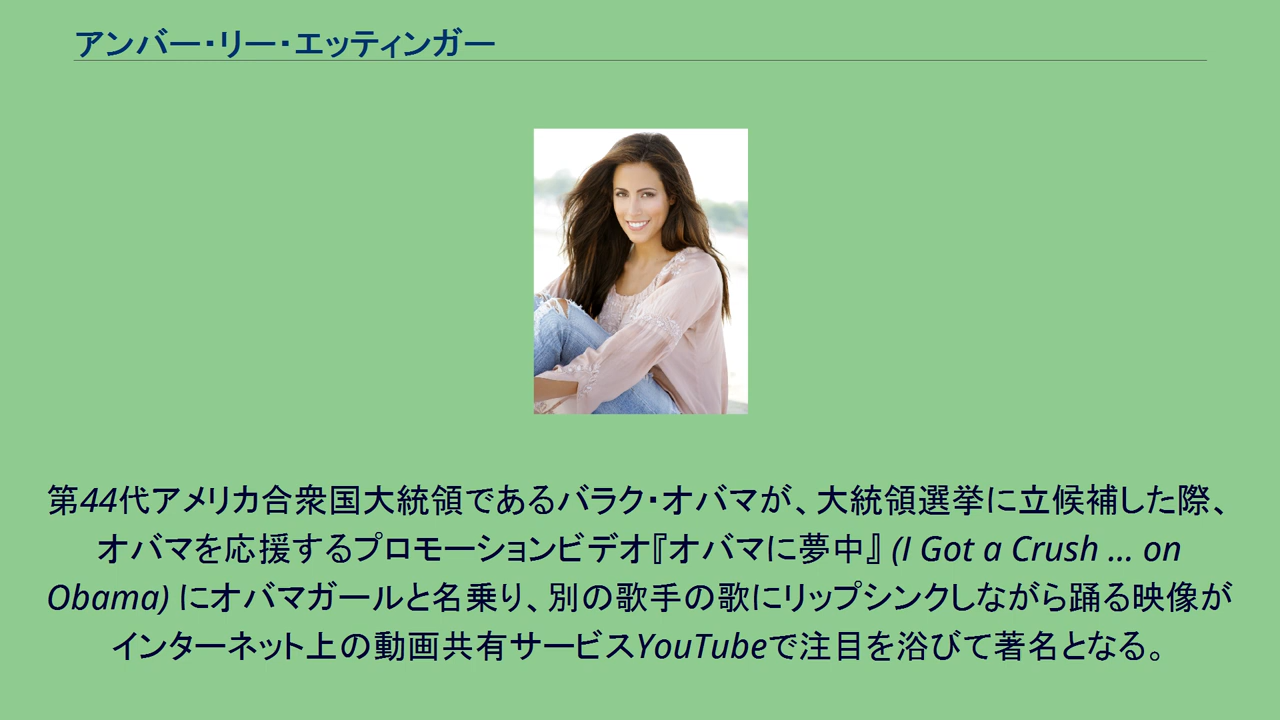 アンバー・リー・エッティンガー
第44代アメリカ合衆国大統領であるバラク・オバマが、大統領選挙に立候補した際、
オバマを応援するプロモーションビデオ『オバマに夢中』 (I Got a Crush ... on
Obama) にオバマガールと名乗り、別の歌手の歌にリップシンクしながら踊る映像が
インターネット上の動画共有サービスYouTubeで注目を浴びて著名となる。